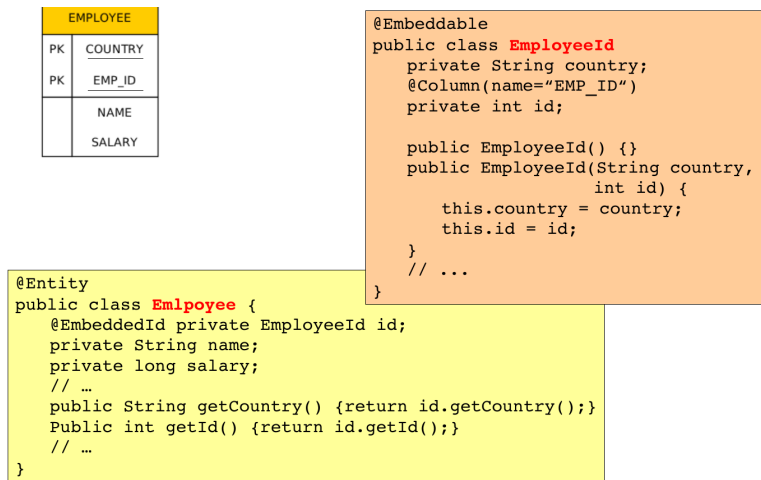 EMPLOYEE
PK COUNTRY
PK EMP_ID
NAME
SALARY
@Embeddable
public class EmployeeId
private String country;
@Column(name=“EMP_ID“)
private int id;
public EmployeeId() {}
public EmployeeId(String country,
int id) {
this.country = country;
this.id = id;
}
// ...
}
@Entity
public class Emlpoyee {
@EmbeddedId private EmployeeId id;
private String name;
private long salary;
// …
public String getCountry() {return id.getCountry();}
Public int getId() {return id.getId();}
// …
}